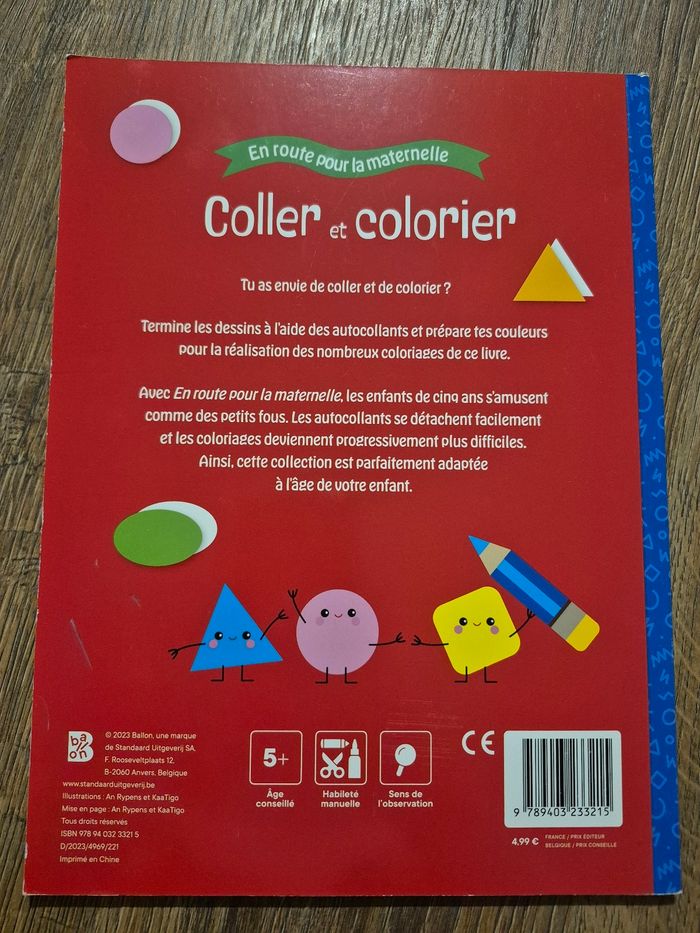 En route pour la maternelle
Coller et colorier
Tu as envie de coller et de colorier ?
Termine les dessins à l'aide des autocollants et prépare tes couleurs
pour la réalisation des nombreux coloriages de ce livre.
Avec En route pour la maternelle, les enfants de cinq ans s'amusent
comme des petits fous. Les autocollants se détachent facilement
et les coloriages deviennent progressivement plus difficiles.
Ainsi, cette collection est parfaitement adaptée
à l'âge de votre enfant.
ballon
© 2023 Ballon, une marque
de Standaard Uitgeverij SA,
F. Rooseveltplaats 12,
B-2060 Anvers, Belgique
www.standaarduitgeverij.be
Illustrations : An Rypens et KaaTigo
Mise en page : An Rypens et KaaTigo
Tous droits réservés
ISBN 978 94 032 3321 5
D/2023/4969/221
Imprimé en Chine
5+
Âge
conseillé
Habileté
manuelle
Sens de
l'observation
CE
9 789403 233215
4,99 €
FRANCE / PRIX ÉDITEUR
BELGIQUE / PRIX CONSEILLÉ